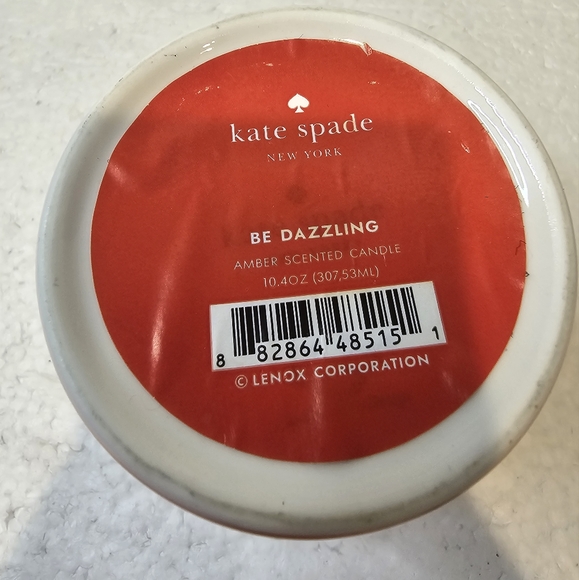 kate spade
NEW YORK
BE DAZZLING
AMBER SCENTED CANDLE
10.4OZ (307,53ML)
8 82864 48515 1
© LENOX CORPORATION